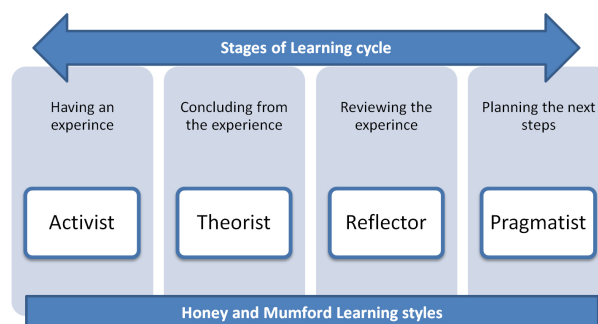 Stages of Learning cycle
Having an
experince
Concluding from
the experience
Reviewing the
experince
Planning the next
steps
Activist
Theorist
Reflector
Pragmatist
Honey and Mumford Learning styles